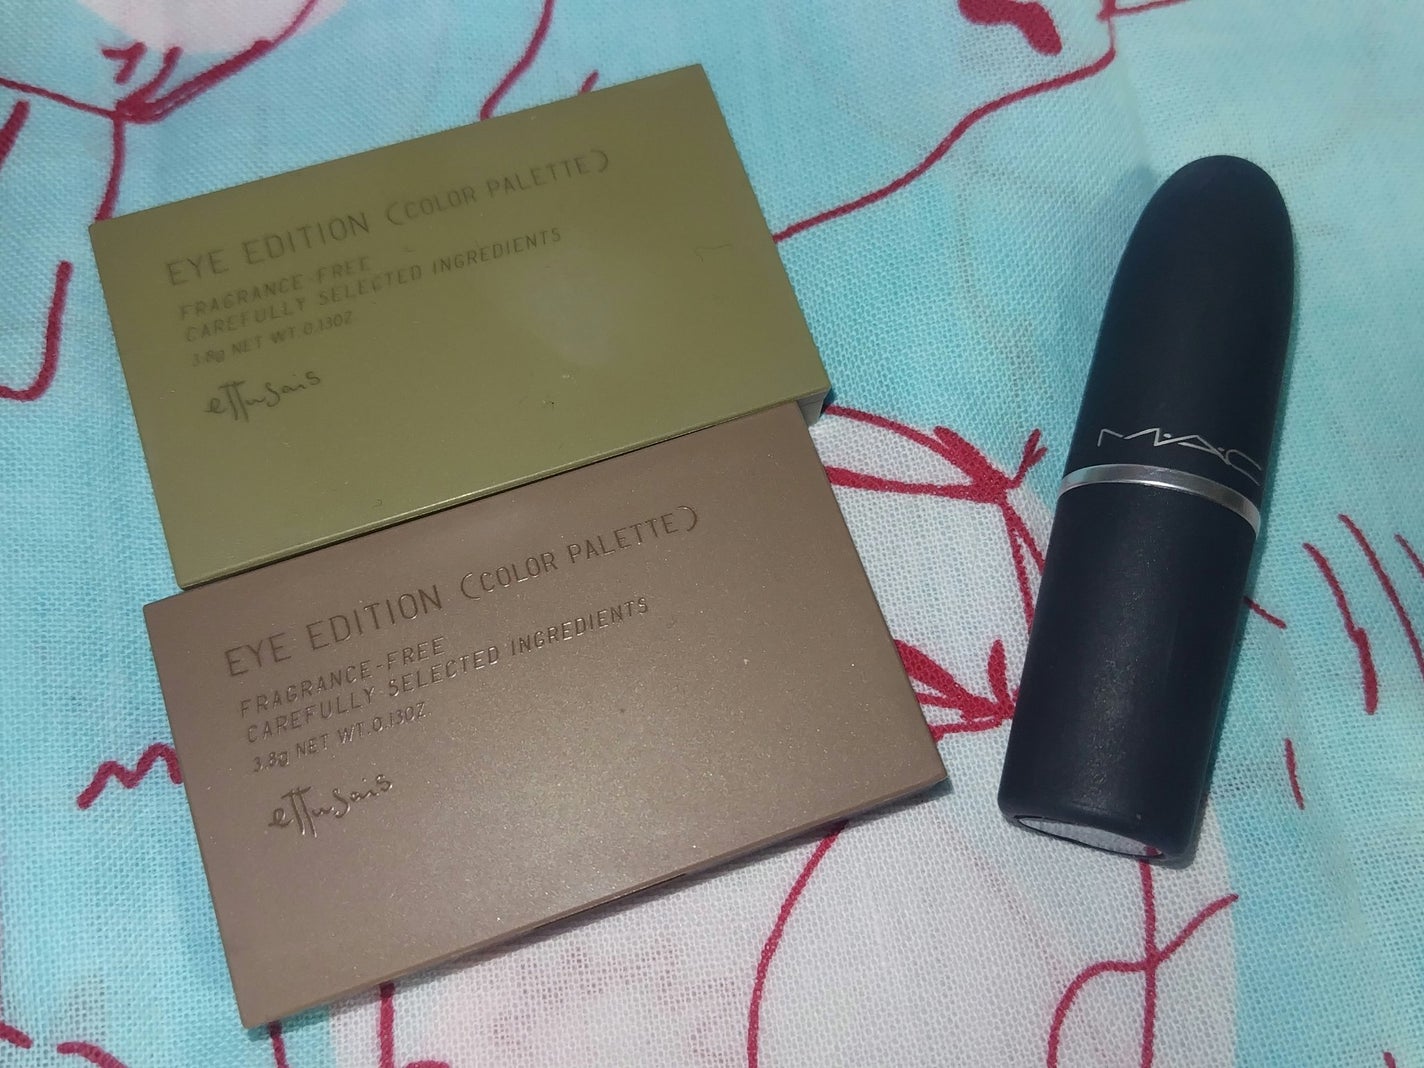 EYE EDITION (COLOR PALETTE)
FRAGRANCE-FREE
CAREFULLY SELECTED INGREDIENTS
3.8g NET WT.0.13OZ
ettusais
EYE EDITION (COLOR PALETTE)
FRAGRANCE-FREE
CAREFULLY SELECTED INGREDIENTS
3.8g NET WT.0.13OZ
ettusais
M·A·C